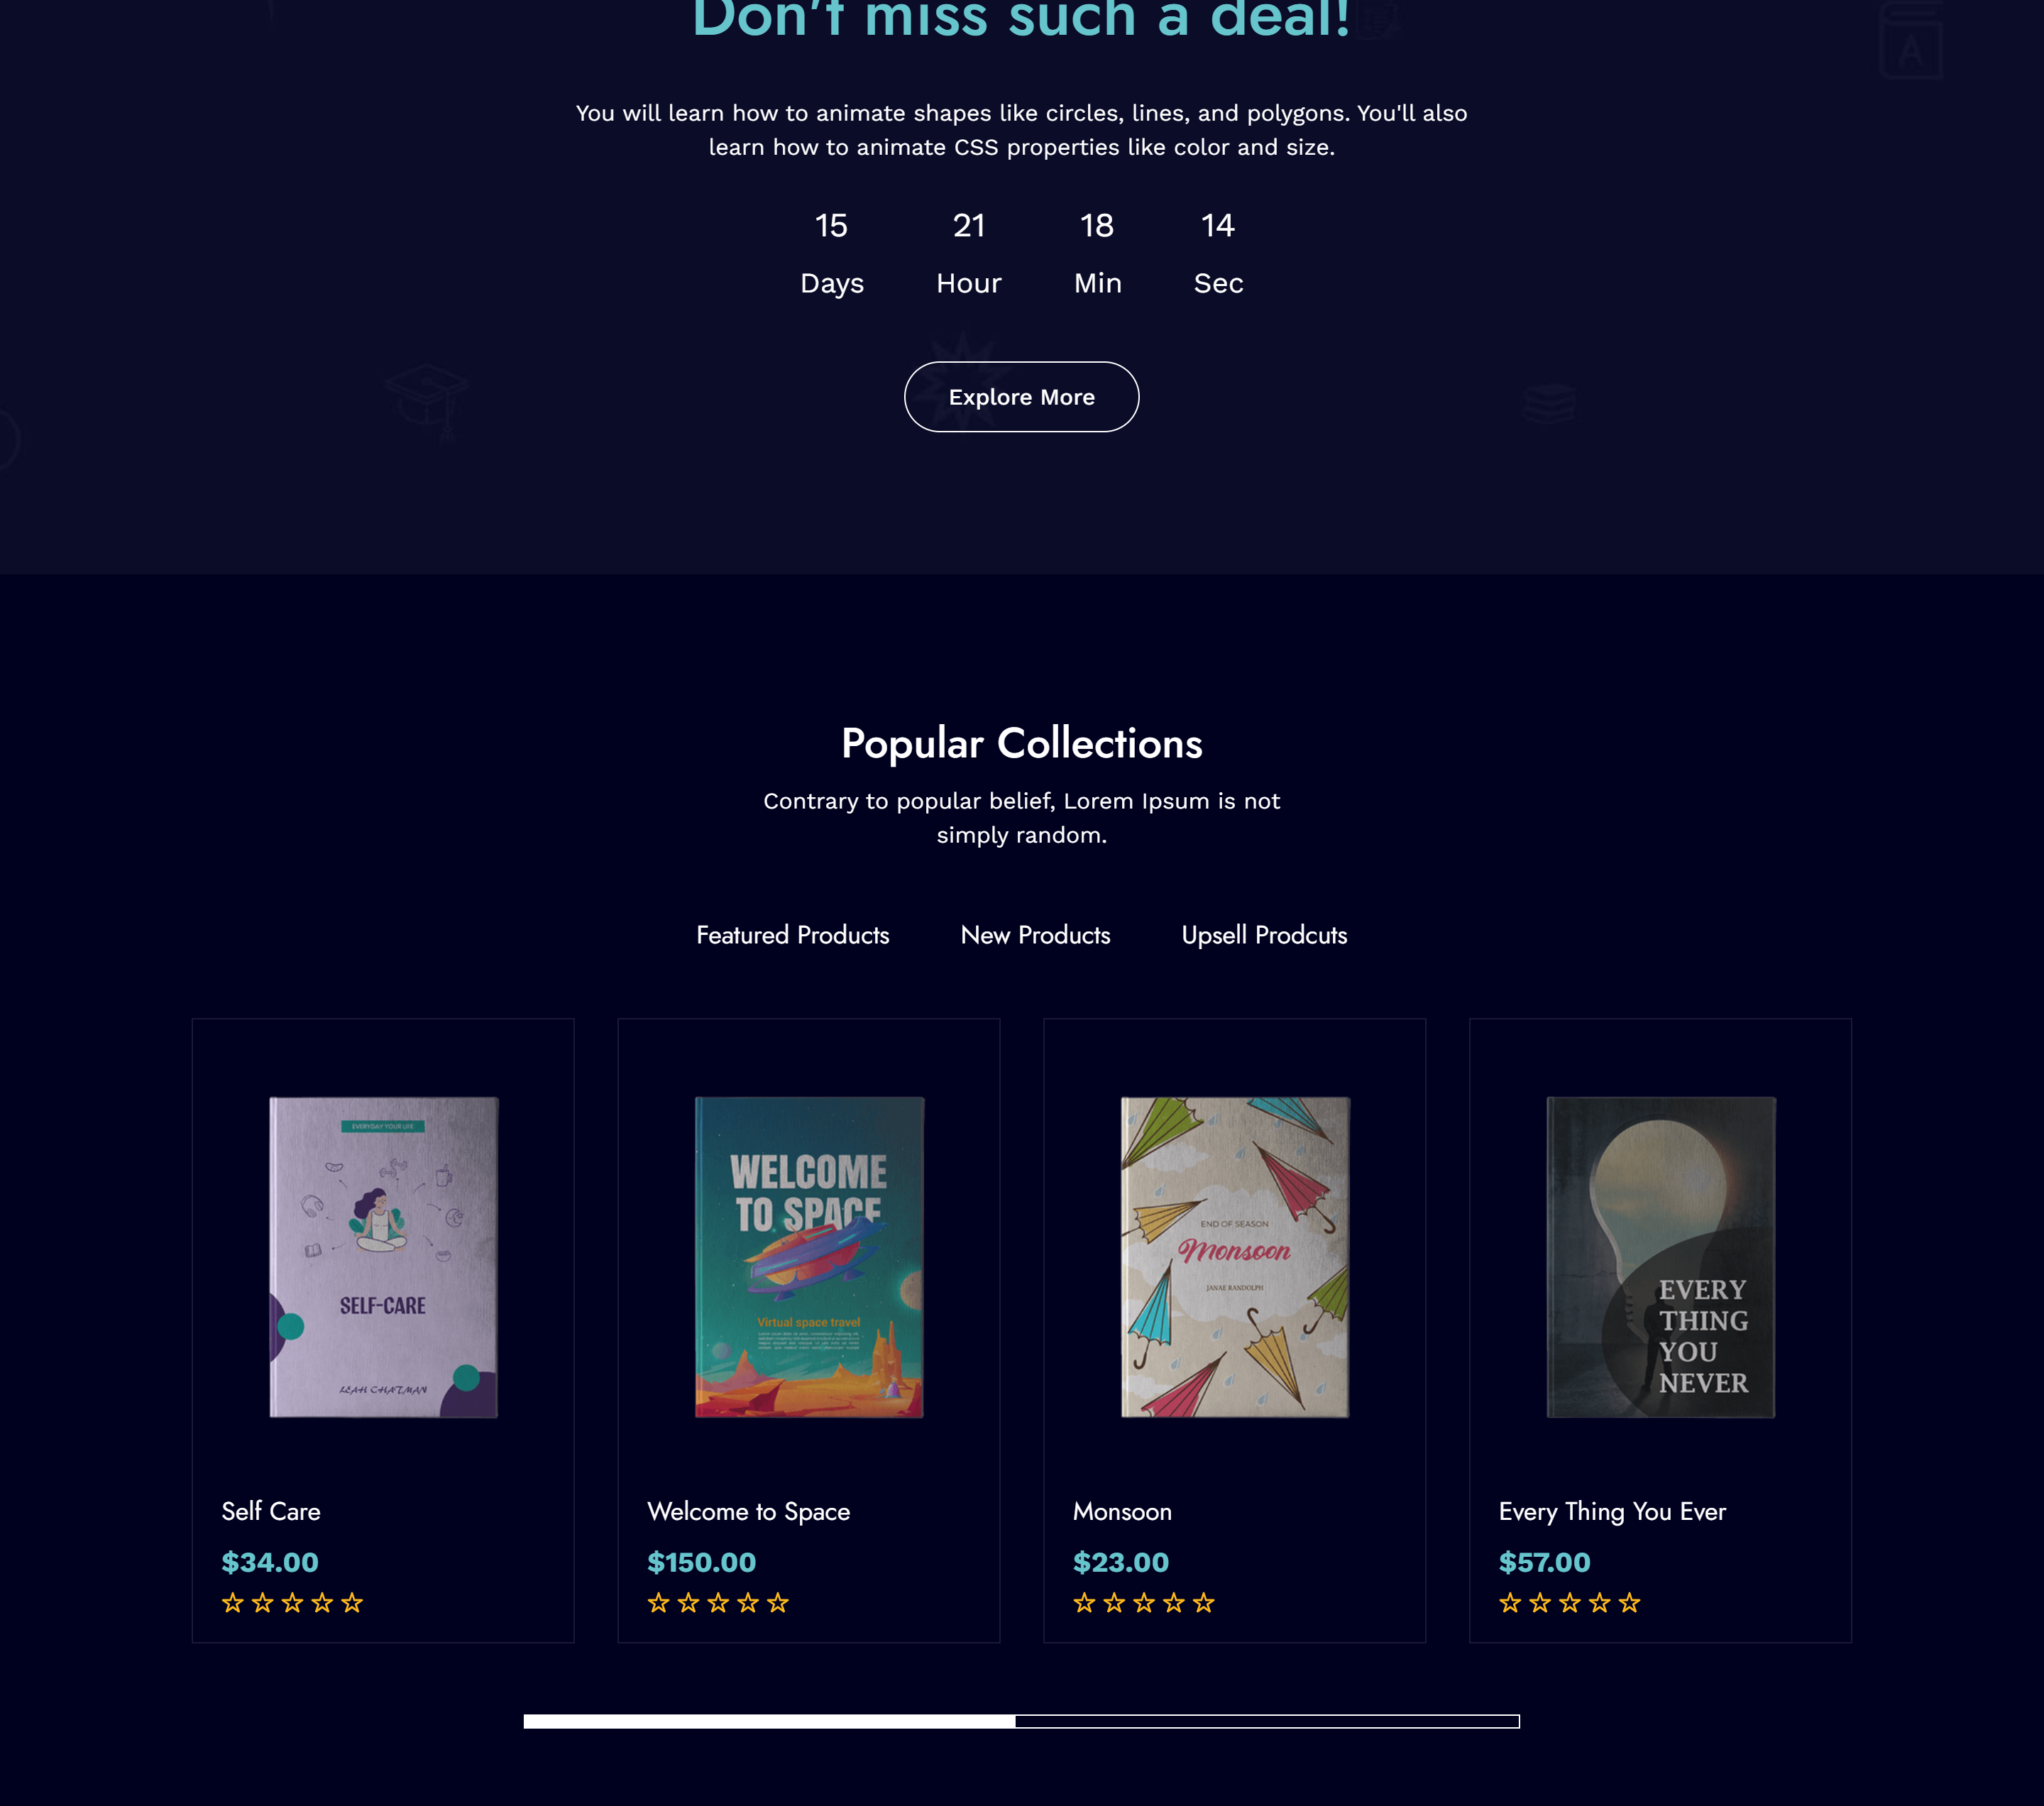 Don't miss such a deal!
You will learn how to animate shapes like circles, lines, and polygons. You'll also
learn how to animate CSS properties like color and size.
15 21 18 14
Days Hour Min Sec
Explore More
Popular Collections
Contrary to popular belief, Lorem Ipsum is not
simply random.
Featured Products New Products Upsell Prodcuts
EVERYDAY YOUR LIFE
SELF-CARE
LEAH CHATMAN
WELCOME
TO SPACE
Virtual space travel
END OF SEASON
Monsoon
JANAE RANDOLPH
EVERY
THING
YOU
NEVER
Self Care
$34.00
Welcome to Space
$150.00
Monsoon
$23.00
Every Thing You Ever
$57.00